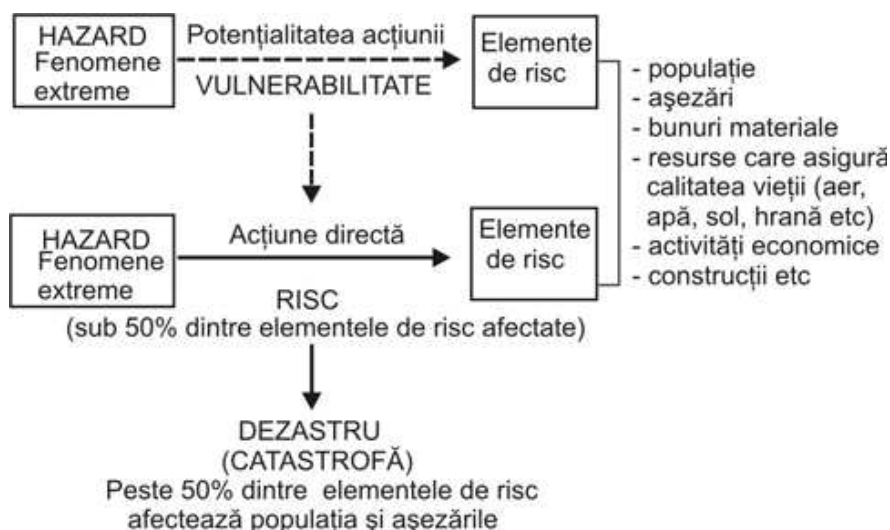 HAZARD
Fenomene
extreme
Potențialitatea acțiunii
VULNERABILITATE
Elemente
de risc
- populație
- așezări
- bunuri materiale
- resurse care asigură
calitatea vieții (aer,
apă, sol, hrană etc)
- activități economice
- construcții etc
HAZARD
Fenomene
extreme
Acțiune directă
Elemente
de risc
RISC
(sub 50% dintre elementele de risc afectate)
DEZASTRU
(CATASTROFĂ)
Peste 50% dintre elementele de risc
afectează populația și așezările